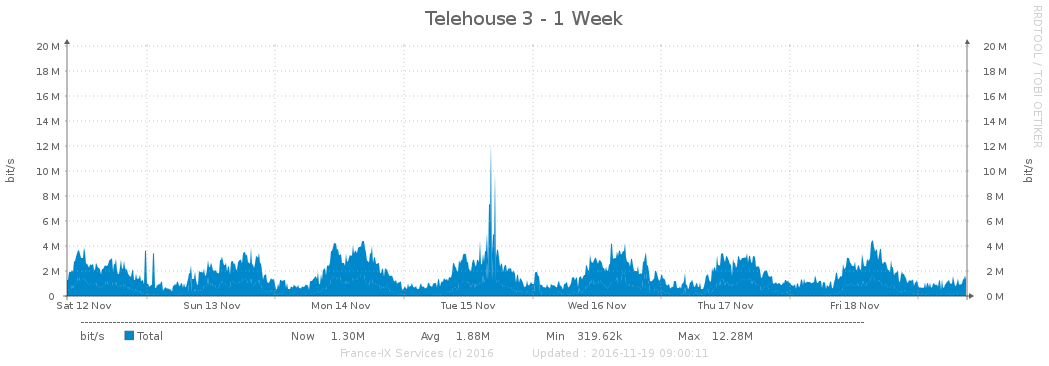 Telehouse 3 - 1 Week
RRDTOOL / TOBI OETIKER
bit/s
bit/s
20 M 20 M
18 M 18 M
16 M 16 M
14 M 14 M
12 M 12 M
10 M 10 M
8 M 8 M
6 M 6 M
4 M 4 M
2 M 2 M
0 0 M
Sat 12 Nov Sun 13 Nov Mon 14 Nov Tue 15 Nov Wed 16 Nov Thu 17 Nov Fri 18 Nov
bit/s Total Now 1.30M Avg 1.88M Min 319.62k Max 12.28M
France-IX Services (c) 2016 Updated : 2016-11-19 09:00:11